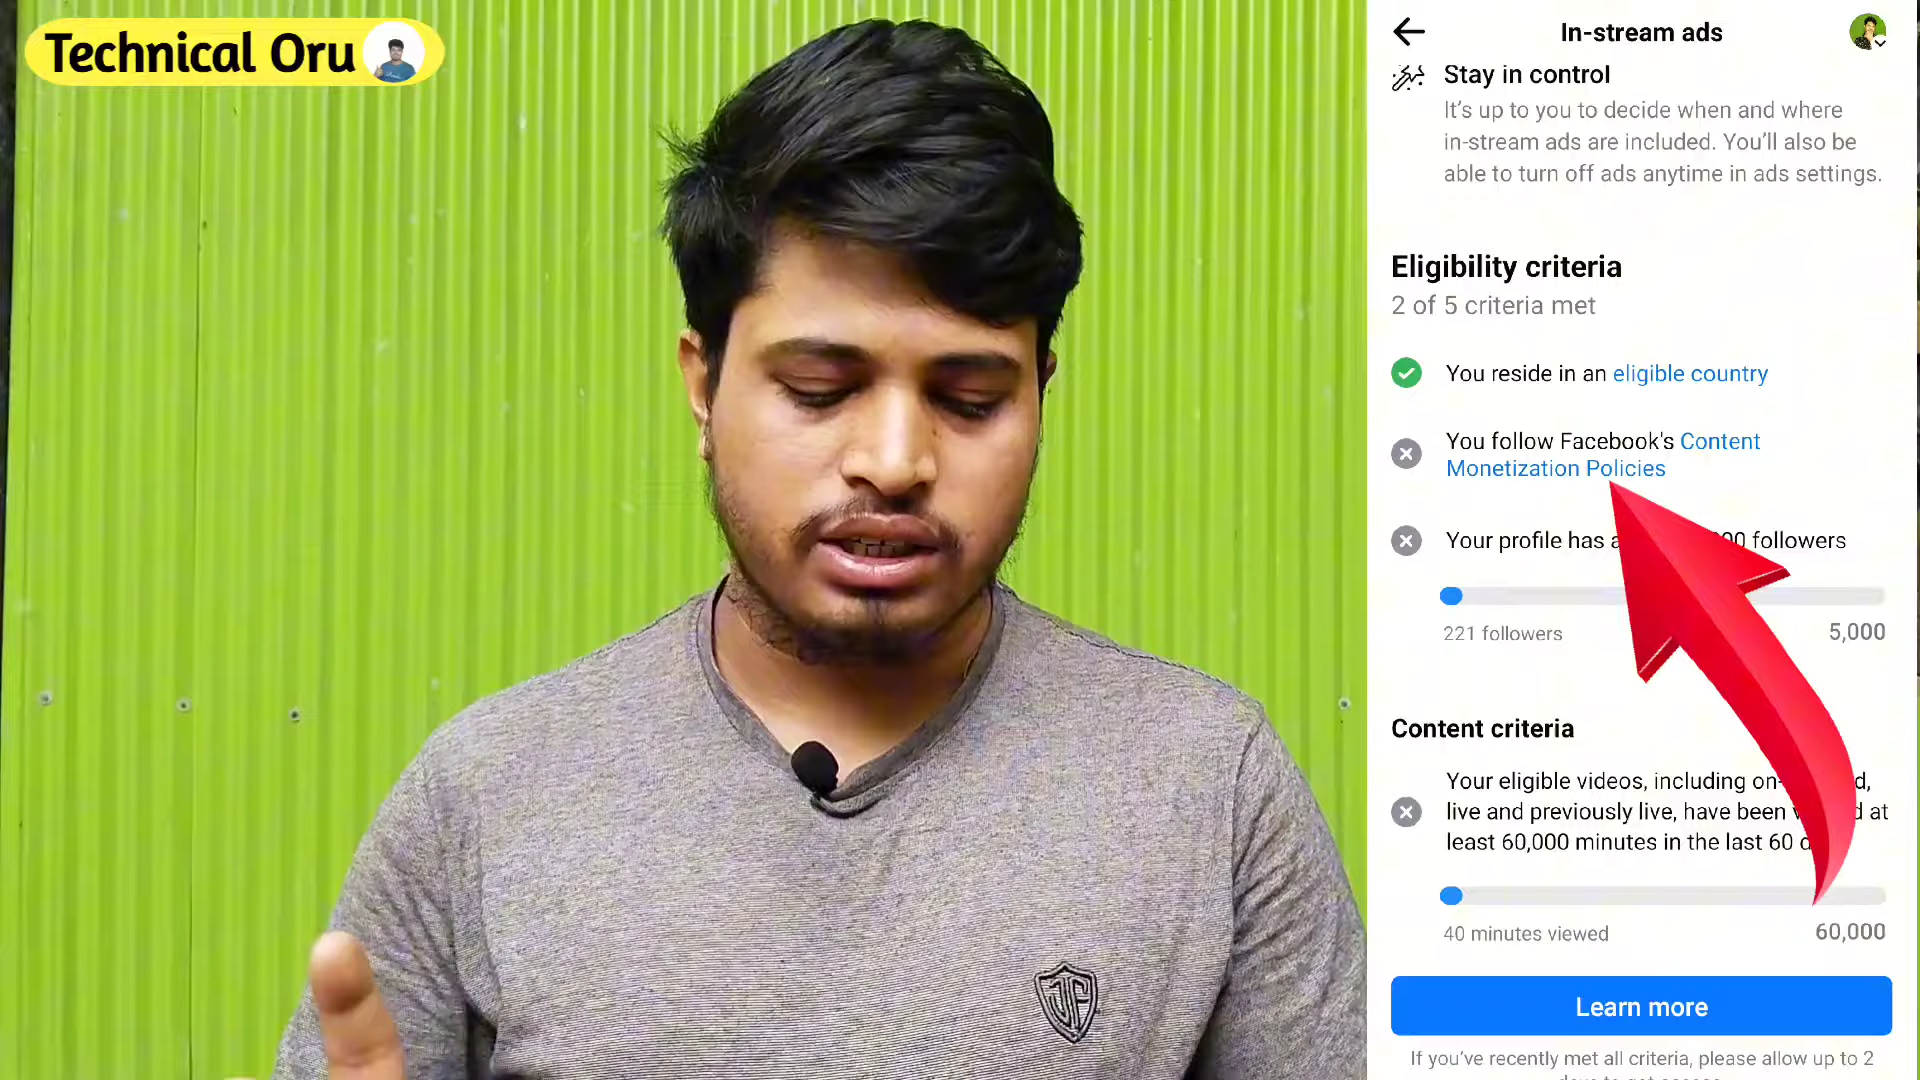 Technical Oru
In-stream ads
Stay in control
It's up to you to decide when and where
in-stream ads are included. You'll also be
able to turn off ads anytime in ads settings.
Eligibility criteria
2 of 5 criteria met
You reside in an eligible country
You follow Facebook's Content
Monetization Policies
Your profile has 00 followers
221 followers
5,000
Content criteria
Your eligible videos, including
live and previously live, have been at
least 60,000 minutes in the last 60
40 minutes viewed
60,000
Learn more
If you've recently met all criteria, please allow up to 2
JF